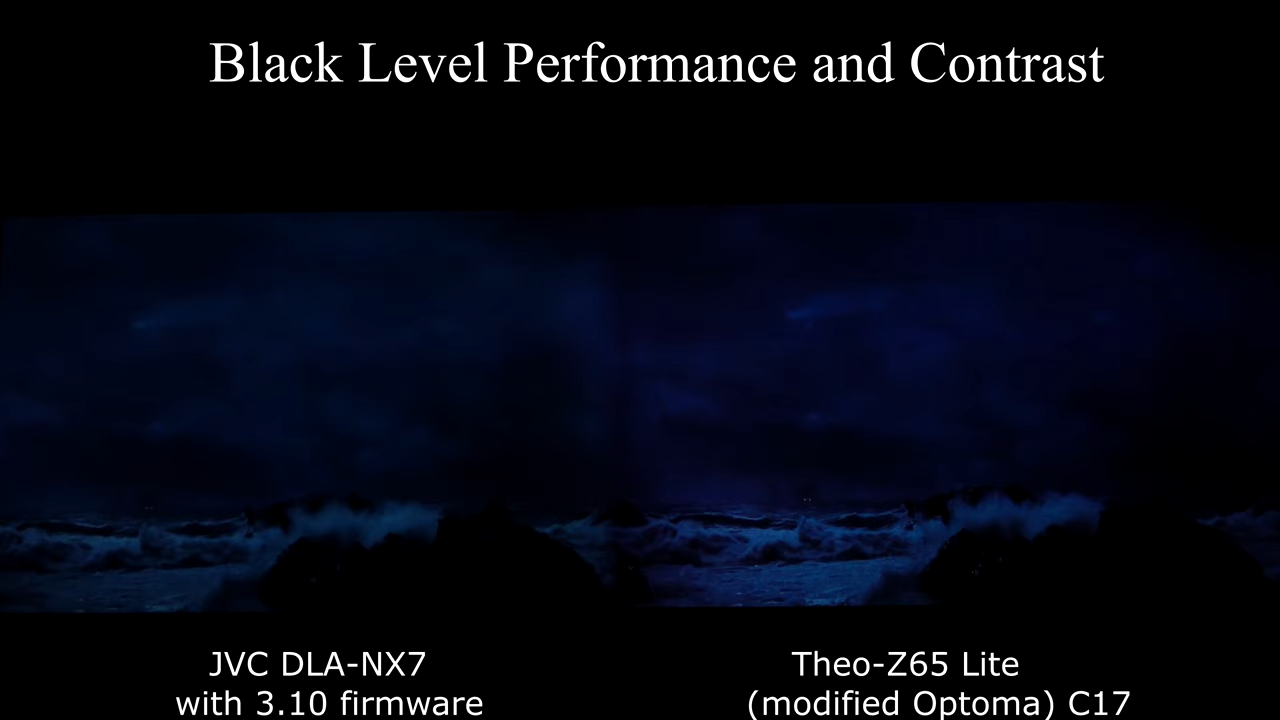 Black Level Performance and Contrast
JVC DLA-NX7
with 3.10 firmware
Theo-Z65 Lite
(modified Optoma) C17